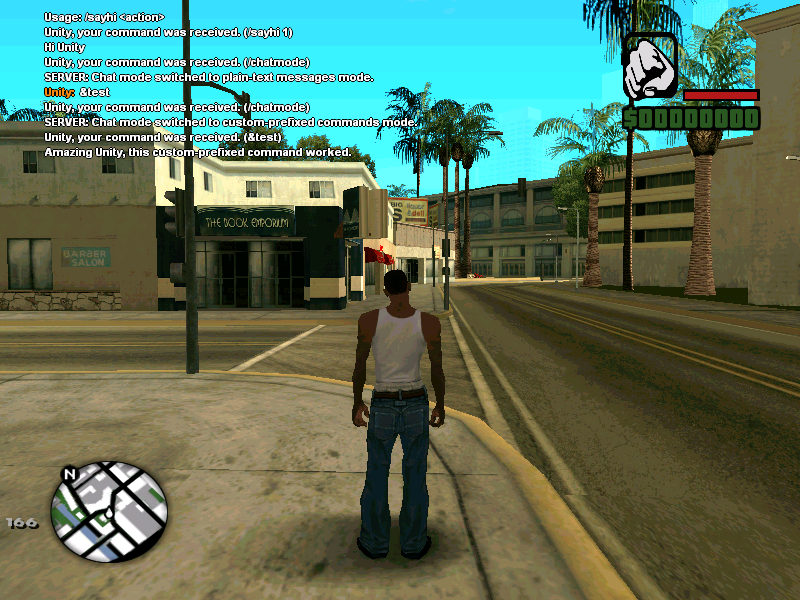 Usage: /sayhi <action>
Unity, your command was received. (/sayhi 1)
Hi Unity
Unity, your command was received. (/chatmode)
SERVER: Chat mode switched to plain-text messages mode.
Unity: &test
Unity, your command was received. (/chatmode)
SERVER: Chat mode switched to custom-prefixed commands mode.
Unity, your command was received. (&test)
Amazing Unity, this custom-prefixed command worked.
$00000000
THE BOOK EMPORIUM
BARBER
SALON
N
166